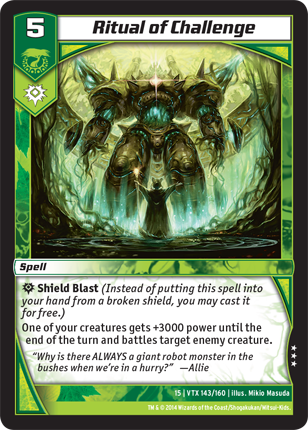 5
Ritual of Challenge
Spell
Shield Blast (Instead of putting this spell into
your hand from a broken shield, you may cast it
for free.)
One of your creatures gets +3000 power until the
end of the turn and battles target enemy creature.
“Why is there ALWAYS a giant robot monster in the
bushes when we're in a hurry?” —Allie
15 | VTX 143/160 | illus. Mikio Masuda
TM & © 2014 Wizards of the Coast/Shogakukan/Mitsui-Kids.